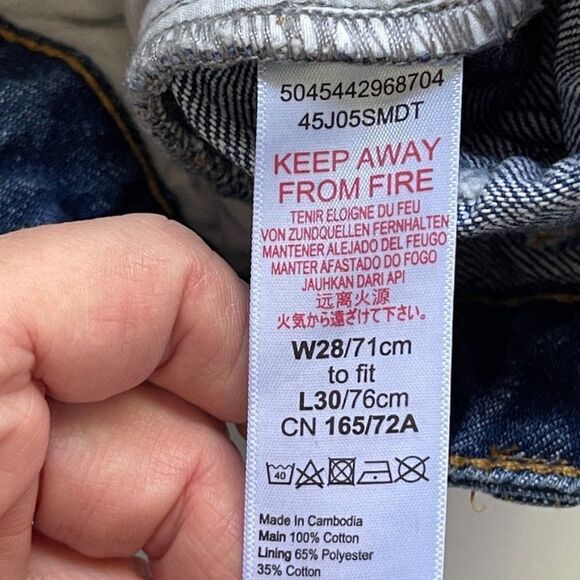 5045442968704
45J05SMDT
KEEP AWAY
FROM FIRE
TENIR ELOIGNE DU FEU
VON ZUNDQUELLEN FERNHALTEN
MANTENER ALEJADO DEL FEUGO
MANTER AFASTADO DO FOGO
JAUHKAN DARI API
远离火源
火気から遠ざけて下さい。
W28/71cm
to fit
L30/76cm
CN 165/72A
40
Made in Cambodia
Main 100% Cotton
Lining 65% Polyester
35% Cotton